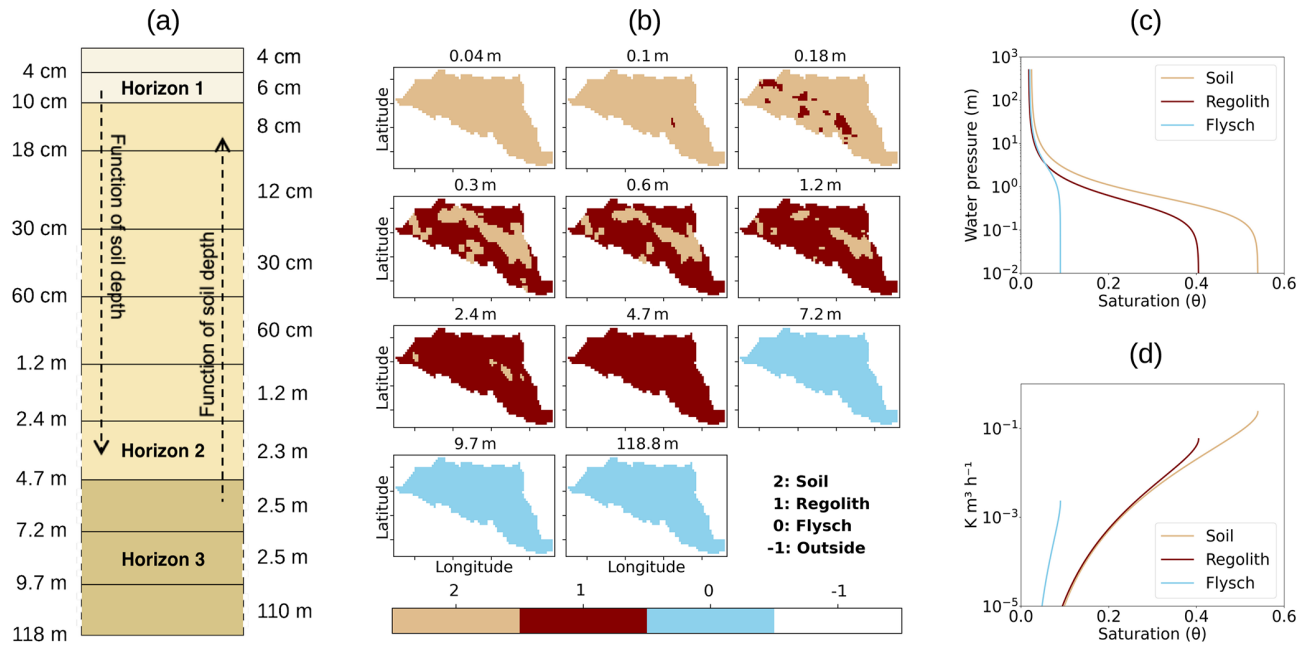 (a)
4 cm
10 cm
18 cm
30 cm
60 cm
1.2 m
2.4 m
4.7 m
7.2 m
9.7 m
118 m
Horizon 1
Function of soil depth
Function of soil depth
Horizon 2
Horizon 3
4 cm
6 cm
8 cm
12 cm
30 cm
60 cm
1.2 m
2.3 m
2.5 m
2.5 m
110 m
(b)
0.04 m
0.1 m
0.18 m
Latitude
0.3 m
0.6 m
1.2 m
Latitude
2.4 m
4.7 m
7.2 m
Latitude
9.7 m
118.8 m
Latitude
Longitude
Longitude
2: Soil
1: Regolith
0: Flysch
-1: Outside
2
1
0
-1
(c)
Water pressure (m)
10³
10²
10¹
10⁰
10⁻¹
10⁻²
Soil
Regolith
Flysch
0.0
0.2
0.4
0.6
Saturation (θ)
(d)
K m³ h⁻¹
10⁻¹
10⁻³
10⁻⁵
Soil
Regolith
Flysch
0.0
0.2
0.4
0.6
Saturation (θ)